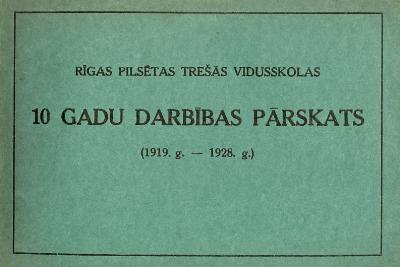 RĪGAS PILSĒTAS TREŠĀS VIDUSSKOLAS
10 GADU DARBĪBAS PĀRSKATS
(1919. g. — 1928. g.)